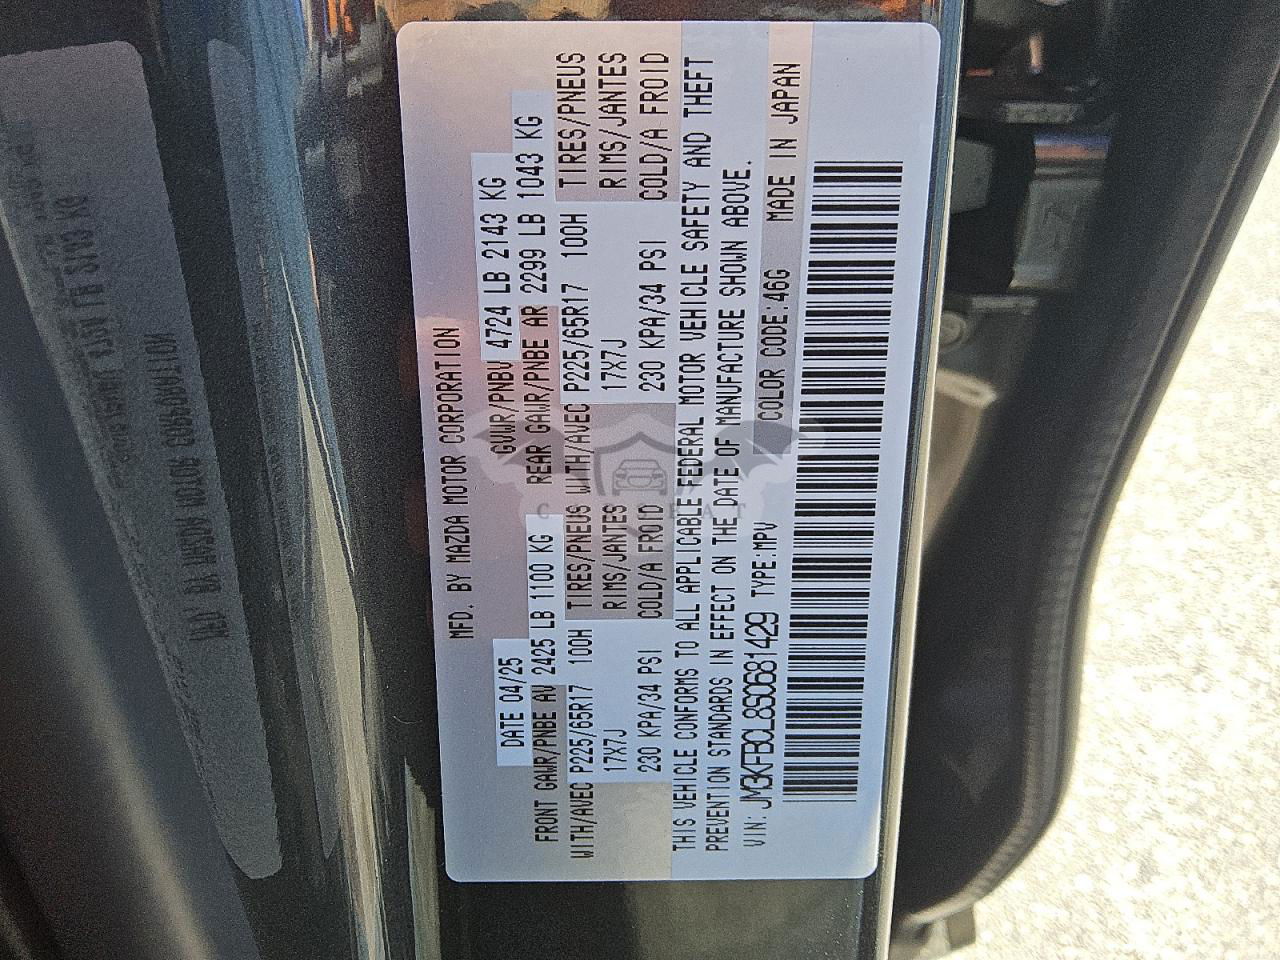 MFD. BY MAZDA MOTOR CORPORATION
DATE 04/25 GVWR/PNBV 4724 LB 2143 KG
FRONT GAWR/PNBE AV 2425 LB 1100 KG REAR GAWR/PNBE AR 2299 LB 1043 KG
WITH/AVEC P225/65R17 100H TIRES/PNEUS WITH/AVEC P225/65R17 100H TIRES/PNEUS
17X7J RIMS/JANTES 17X7J RIMS/JANTES
230 KPA/34 PSI COLD/A FROID 230 KPA/34 PSI COLD/A FROID
THIS VEHICLE CONFORMS TO ALL APPLICABLE FEDERAL MOTOR VEHICLE SAFETY AND THEFT
PREVENTION STANDARDS IN EFFECT ON THE DATE OF MANUFACTURE SHOWN ABOVE.
VIN: JM3KFBCL8S0681429 TYPE:MPV COLOR CODE:46G MADE IN JAPAN